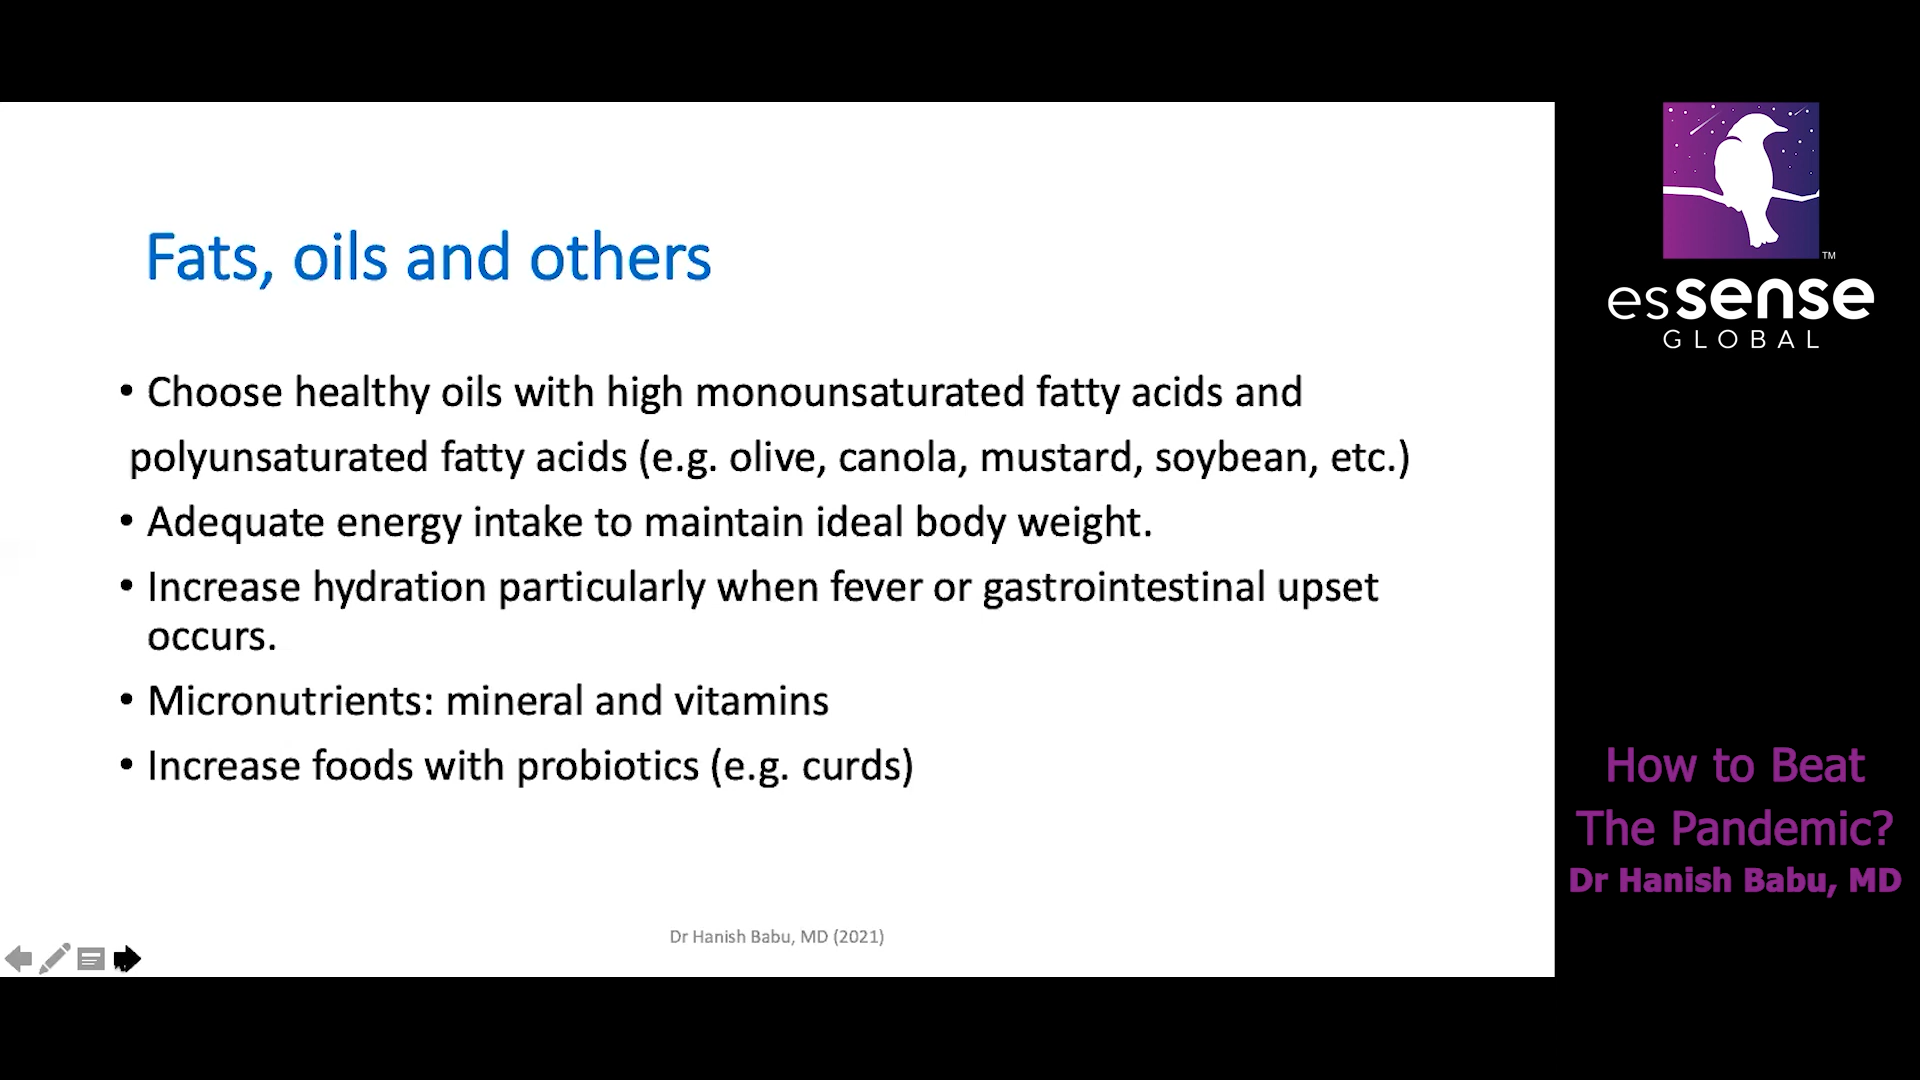 Fats, oils and others
• Choose healthy oils with high monounsaturated fatty acids and
polyunsaturated fatty acids (e.g. olive, canola, mustard, soybean, etc.)
• Adequate energy intake to maintain ideal body weight.
• Increase hydration particularly when fever or gastrointestinal upset
occurs.
• Micronutrients: mineral and vitamins
• Increase foods with probiotics (e.g. curds)
Dr Hanish Babu, MD (2021)
TM
essense
GLOBAL
How to Beat
The Pandemic?
Dr Hanish Babu, MD